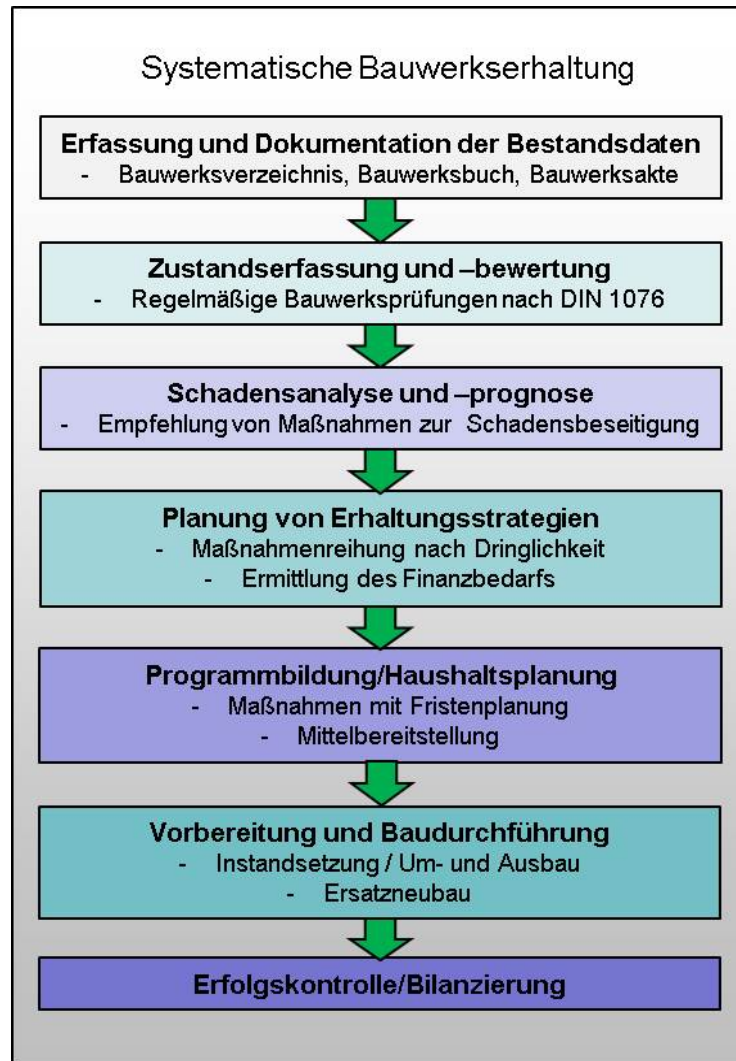 Systematische Bauwerkserhaltung
Erfassung und Dokumentation der Bestandsdaten
- Bauwerksverzeichnis, Bauwerksbuch, Bauwerksakte
Zustandserfassung und –bewertung
- Regelmäßige Bauwerksprüfungen nach DIN 1076
Schadensanalyse und –prognose
- Empfehlung von Maßnahmen zur Schadensbeseitigung
Planung von Erhaltungsstrategien
- Maßnahmenreihung nach Dringlichkeit
- Ermittlung des Finanzbedarfs
Programmbildung/Haushaltsplanung
- Maßnahmen mit Fristenplanung
- Mittelbereitstellung
Vorbereitung und Baudurchführung
- Instandsetzung / Um- und Ausbau
- Ersatzneubau
Erfolgskontrolle/Bilanzierung